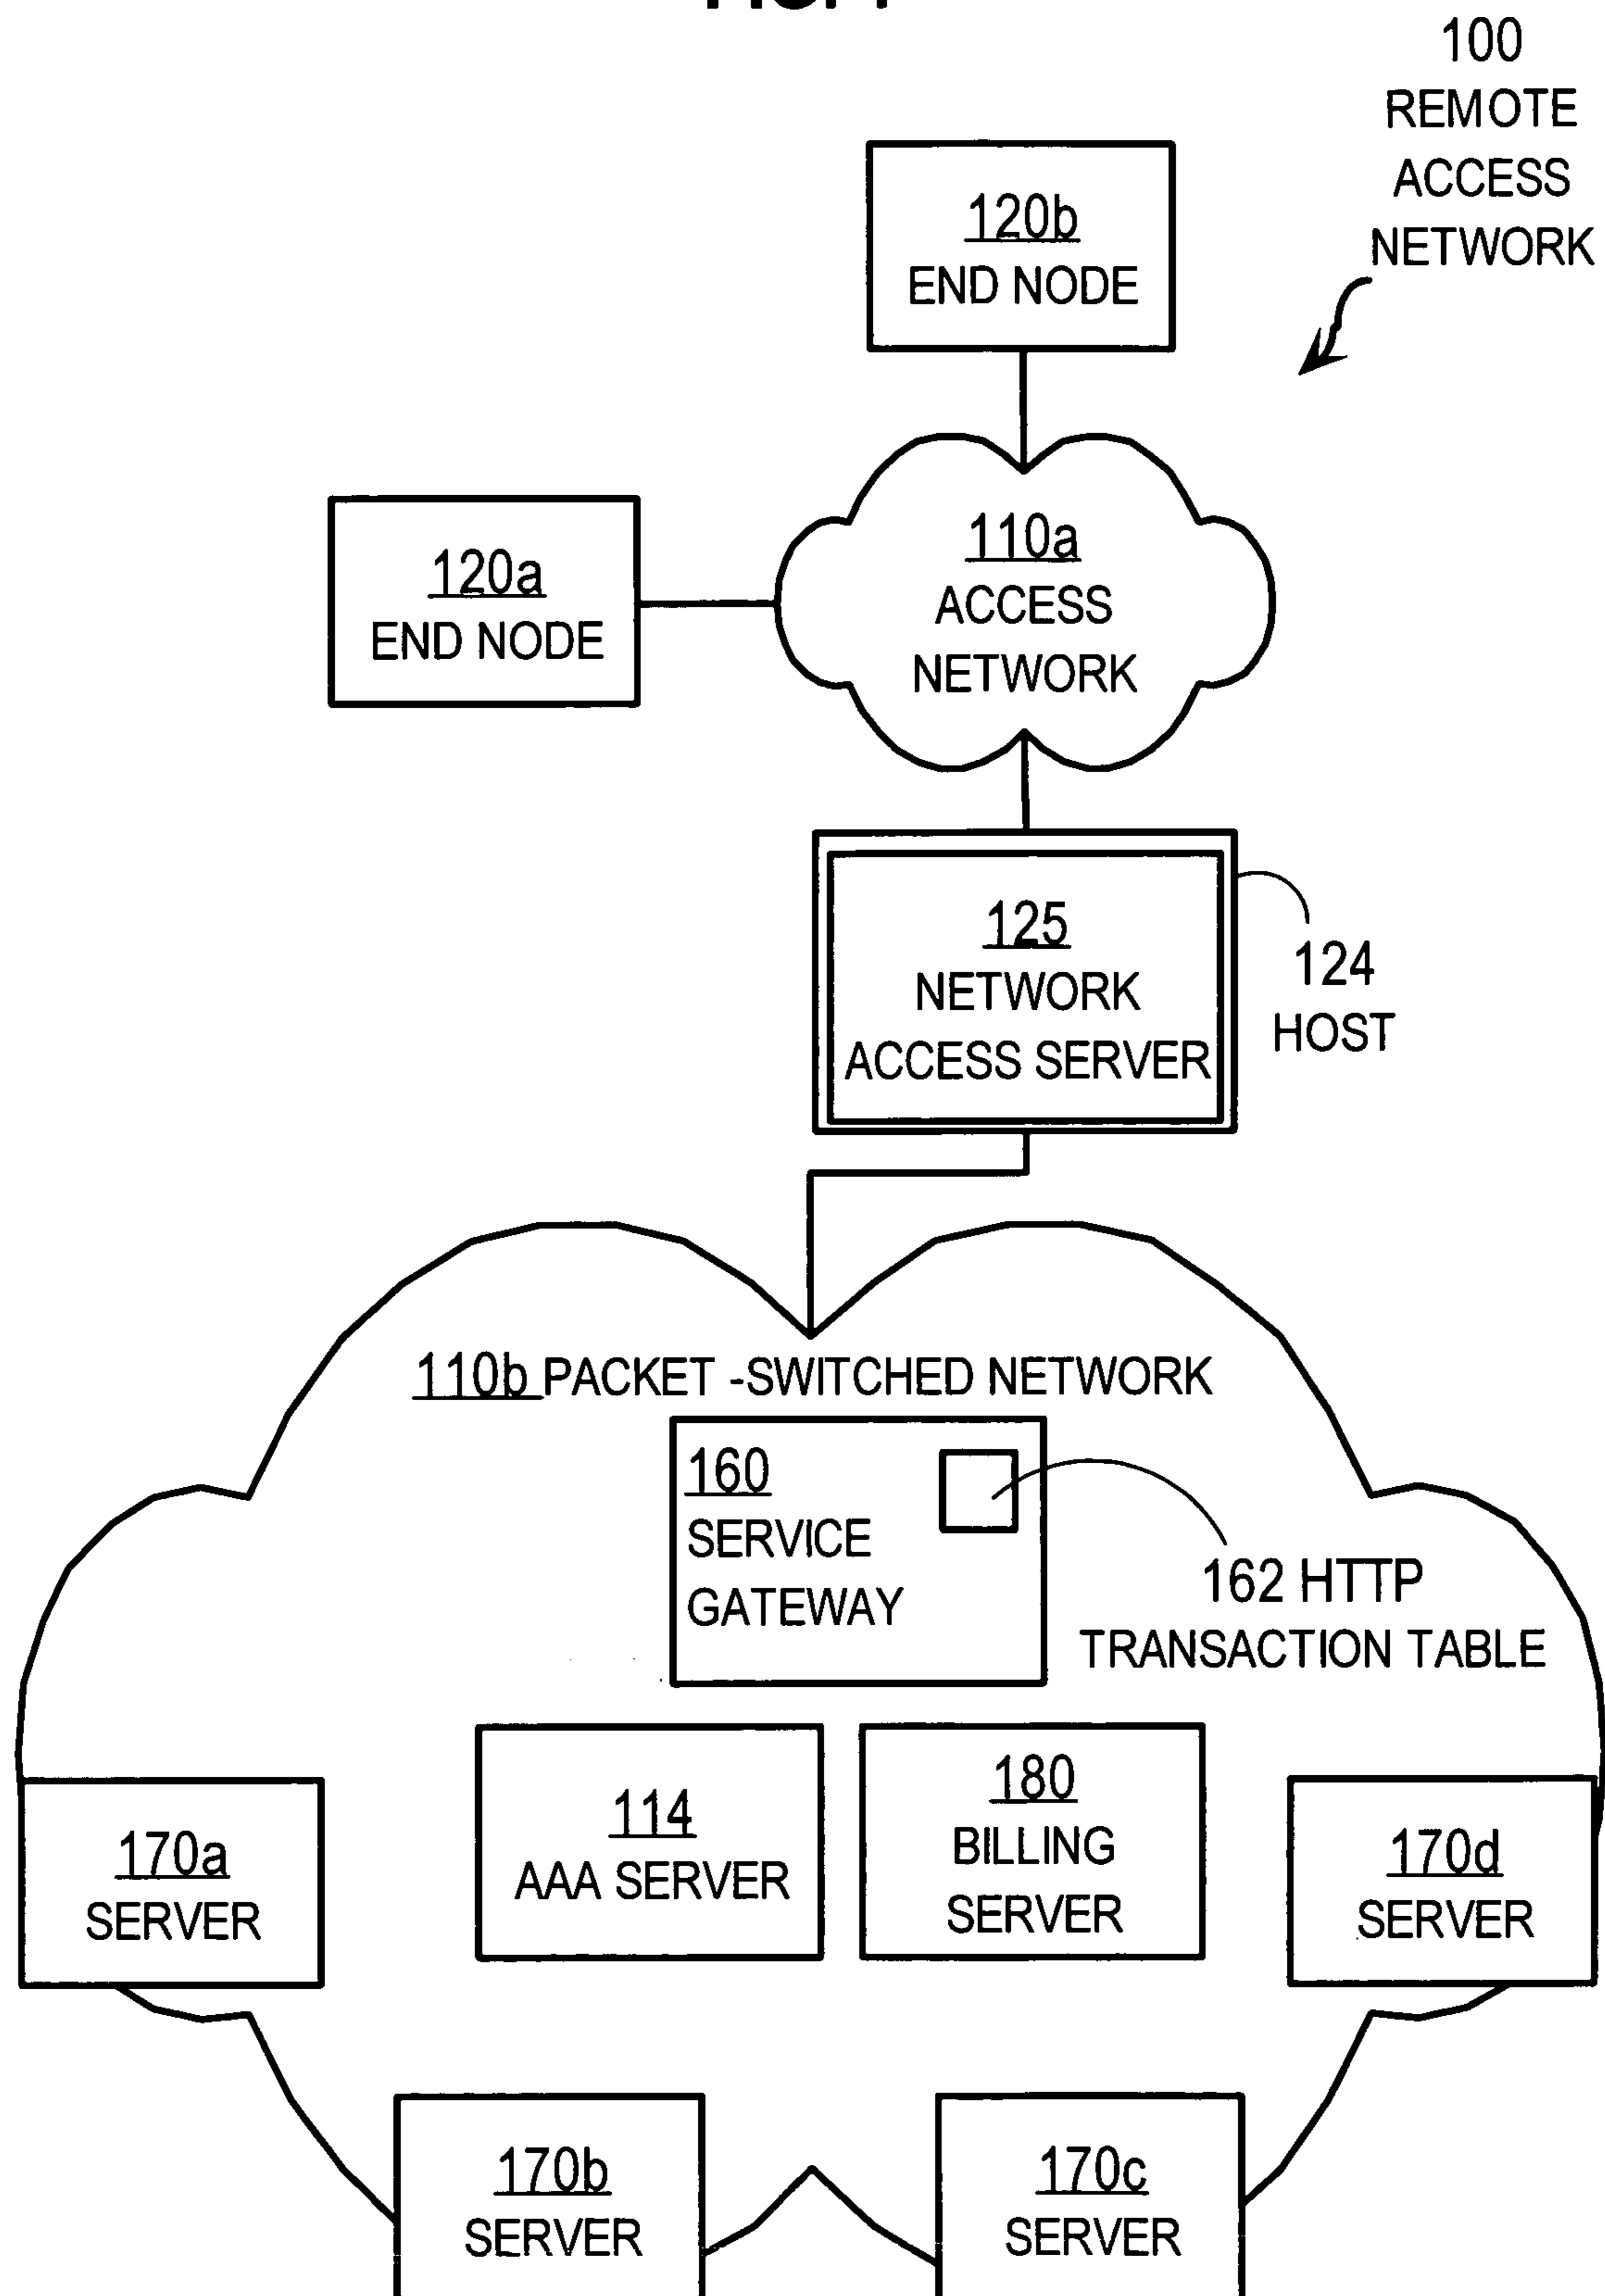 100
REMOTE
ACCESS
NETWORK
120b
END NODE
110a
ACCESS
NETWORK
120a
END NODE
125
NETWORK
ACCESS SERVER
124
HOST
110b PACKET -SWITCHED NETWORK
160
SERVICE
GATEWAY
162 HTTP
TRANSACTION TABLE
114
AAA SERVER
180
BILLING
SERVER
170a
SERVER
170d
SERVER
170b
SERVER
170c
SERVER